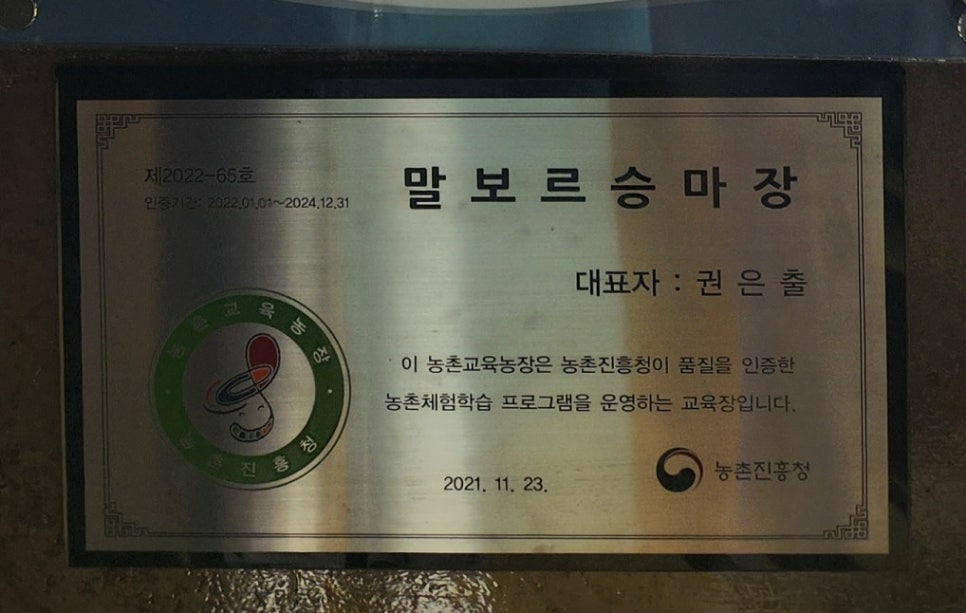 제2022-65호
인증기간: 2022.01.01~2024.12.31
말보르승마장
대표자 : 권은출
농촌교육농장
농촌진흥청
이 농촌교육농장은 농촌진흥청이 품질을 인증한
농촌체험학습 프로그램을 운영하는 교육장입니다.
2021. 11. 23.
농촌진흥청